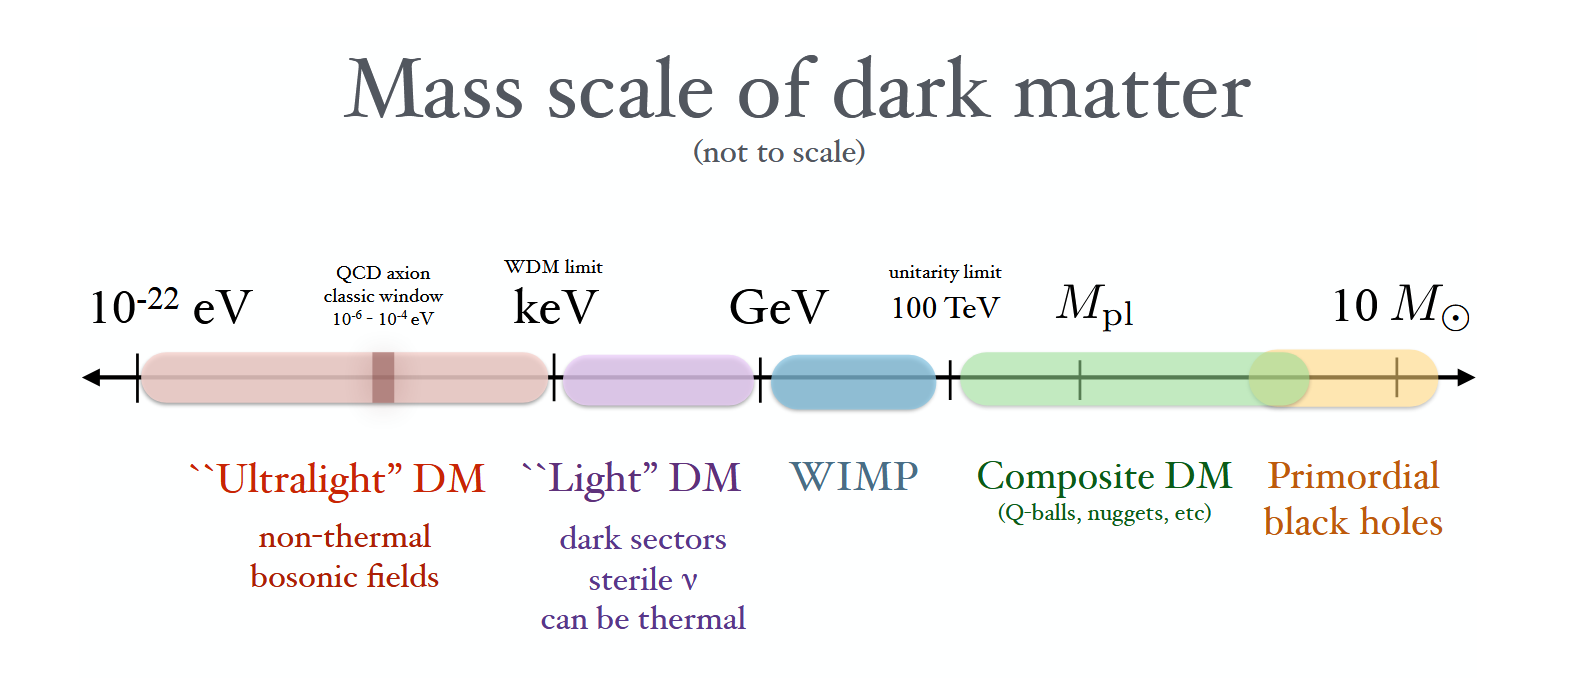 Mass scale of dark matter
(not to scale)
10⁻²² eV
QCD axion
classic window
10⁻⁶ - 10⁻⁴ eV
WDM limit
keV
GeV
unitarity limit
100 TeV
M_pl
10 M_☉
``Ultralight” DM
non-thermal
bosonic fields
``Light” DM
dark sectors
sterile ν
can be thermal
WIMP
Composite DM
(Q-balls, nuggets, etc)
Primordial
black holes